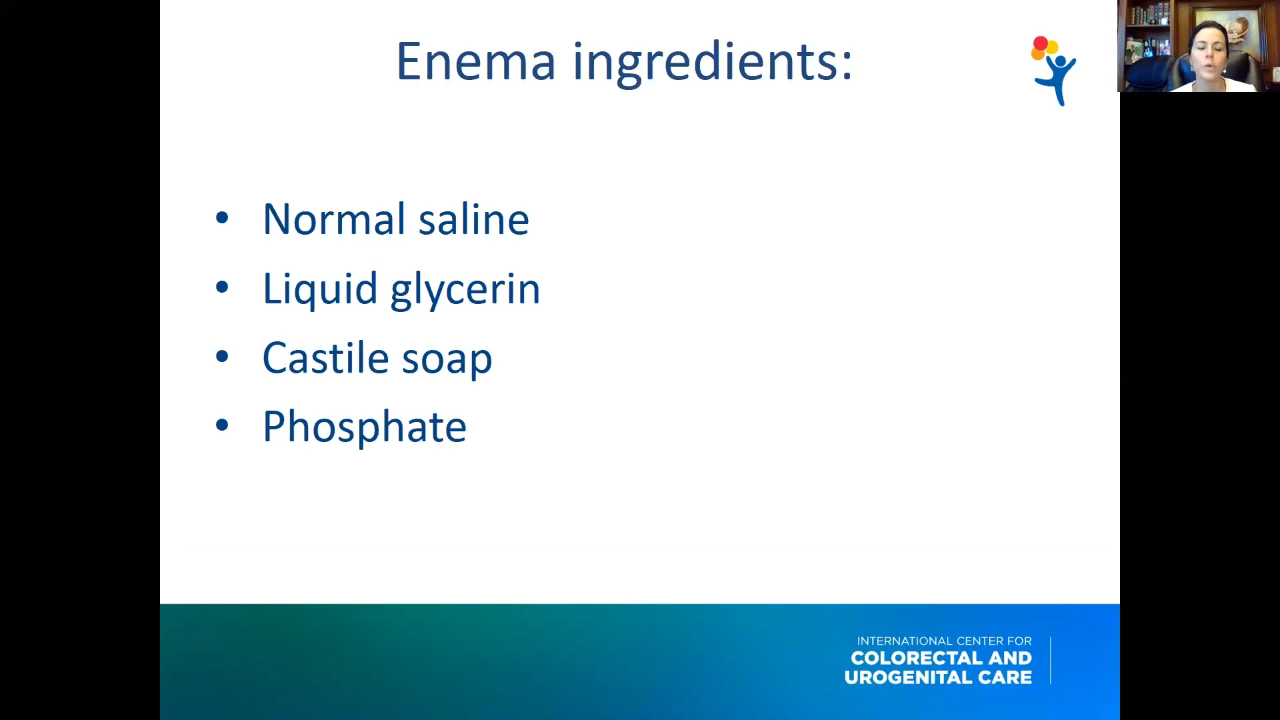 Enema ingredients:
• Normal saline
• Liquid glycerin
• Castile soap
• Phosphate
INTERNATIONAL CENTER FOR
COLORECTAL AND
UROGENITAL CARE